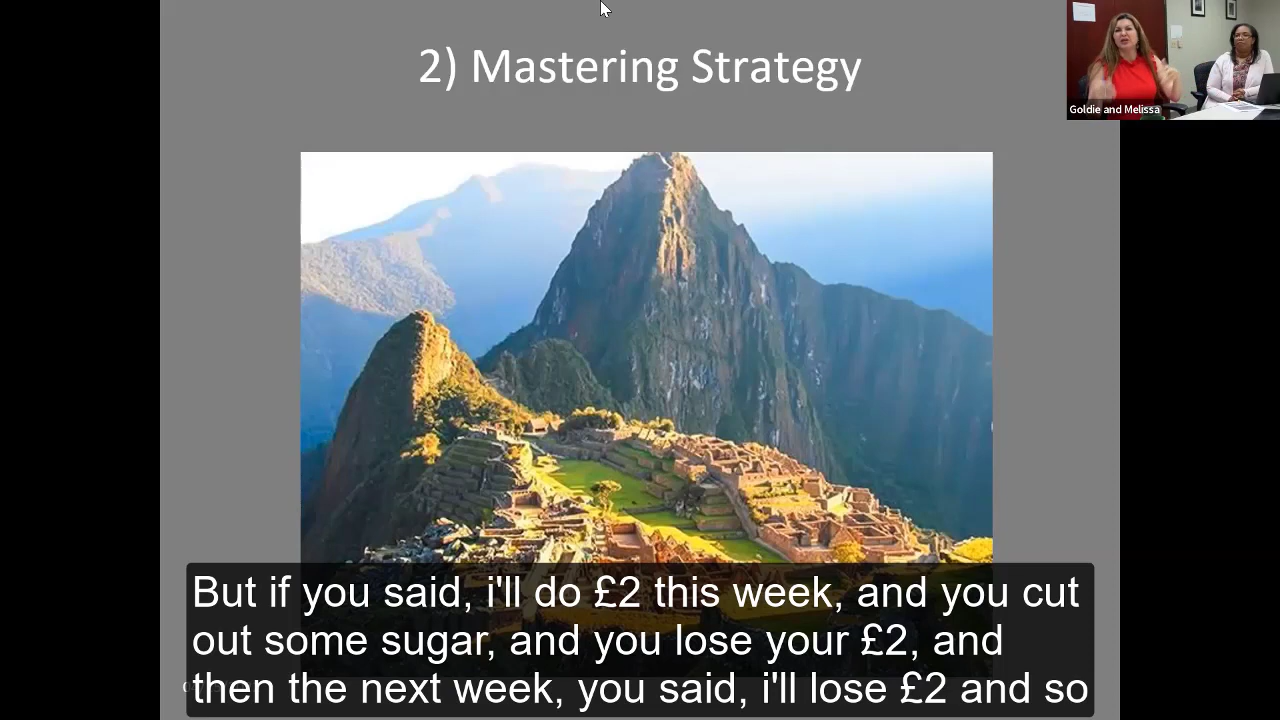 2) Mastering Strategy
Goldie and Melissa
But if you said, i'll do £2 this week, and you cut
out some sugar, and you lose your £2, and
then the next week, you said, i'll lose £2 and so